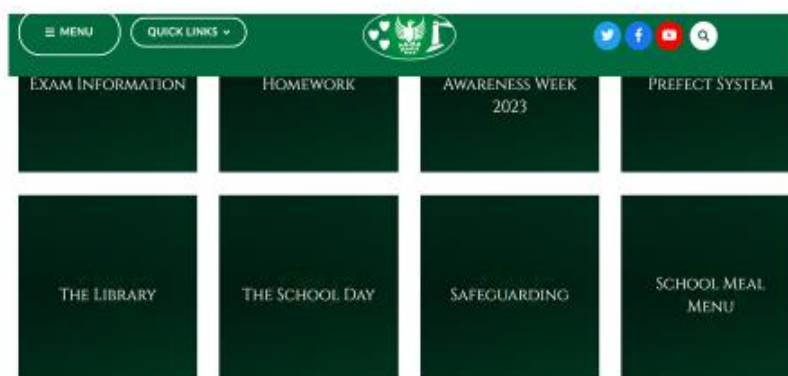 MENU
QUICK LINKS
EXAM INFORMATION
HOMEWORK
AWARENESS WEEK
2023
PREFECT SYSTEM
THE LIBRARY
THE SCHOOL DAY
SAFEGUARDING
SCHOOL MEAL
MENU